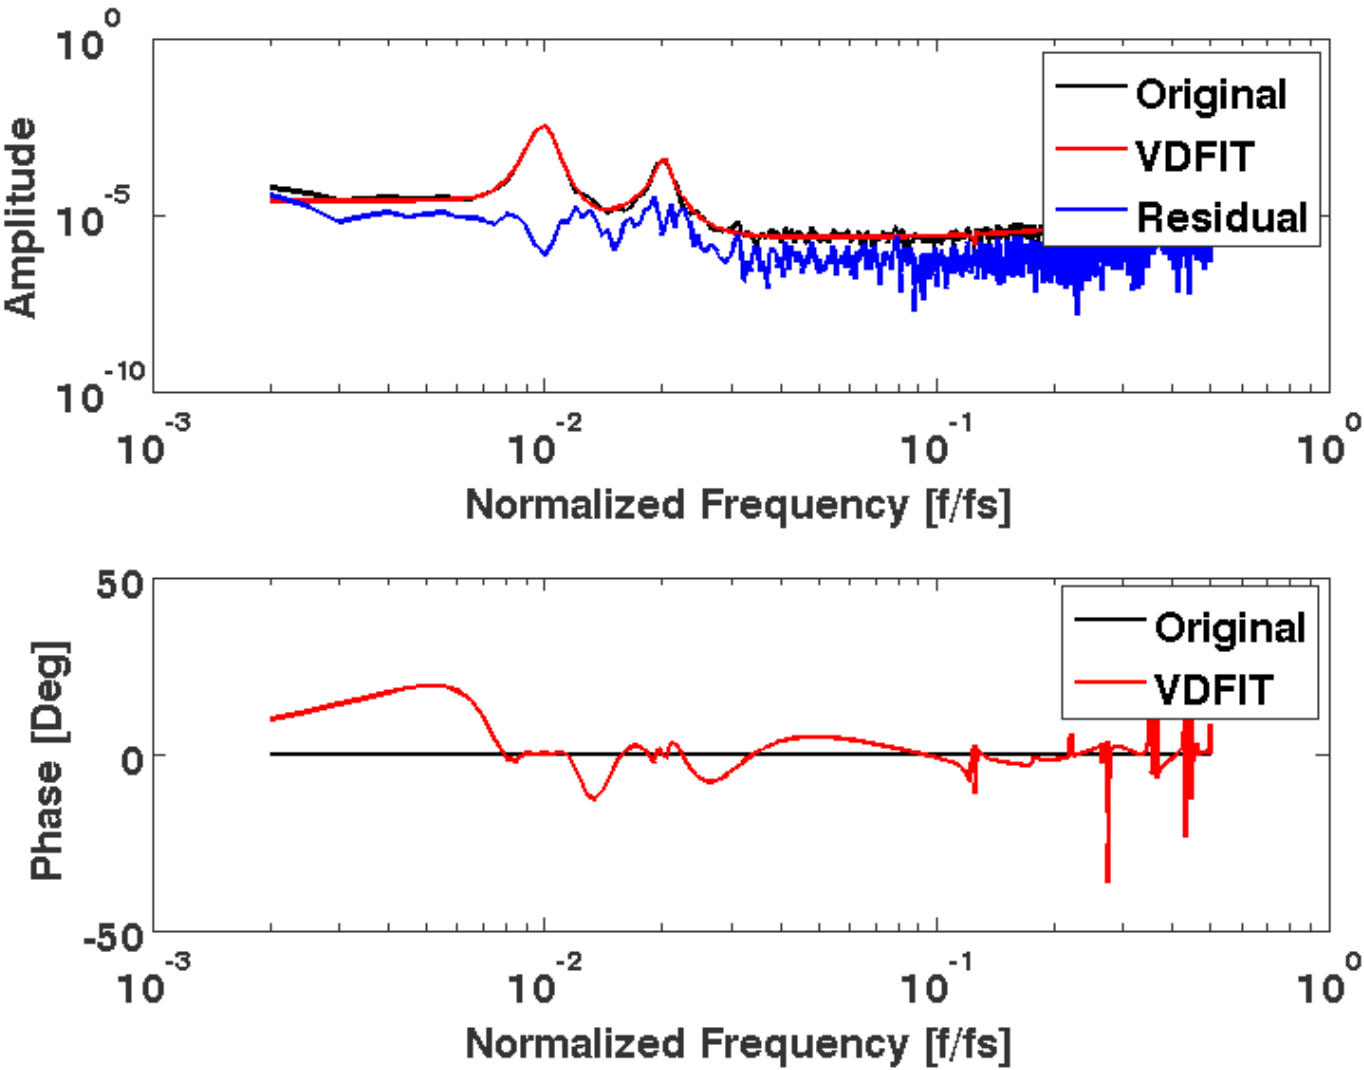 10^0
10^-5
10^-10
Amplitude
Original
VDFIT
Residual
10^-3
10^-2
10^-1
10^0
Normalized Frequency [f/fs]
50
0
-50
Phase [Deg]
Original
VDFIT
10^-3
10^-2
10^-1
10^0
Normalized Frequency [f/fs]